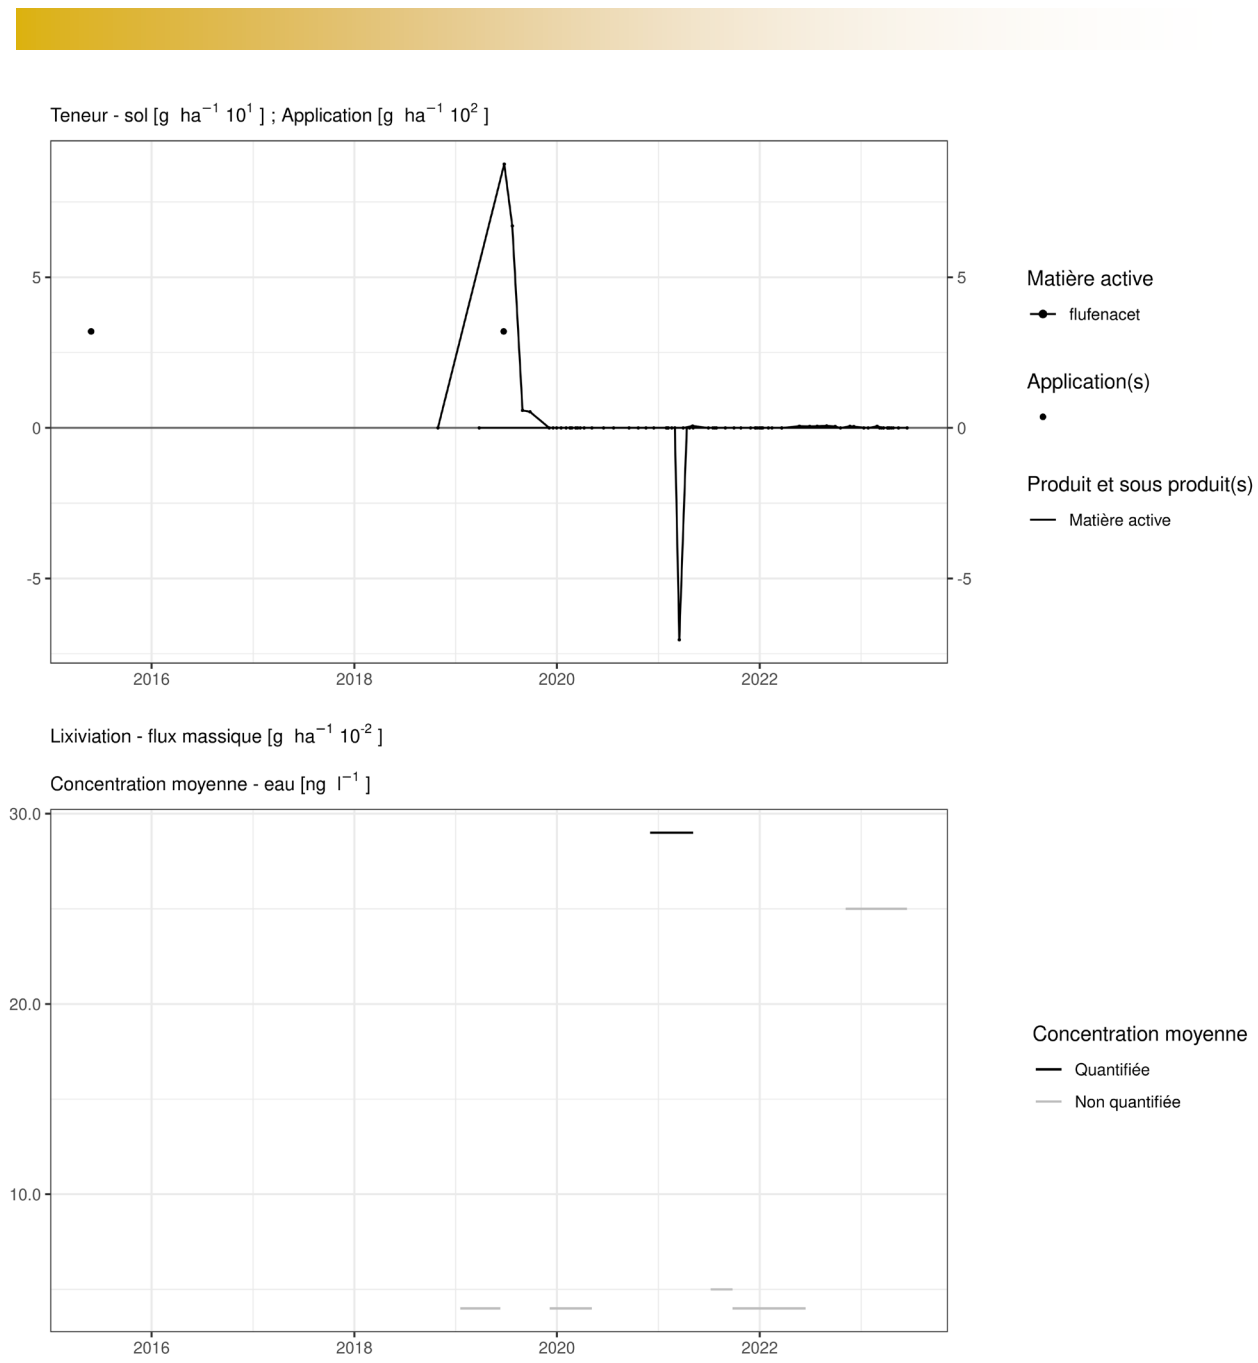 Teneur - sol [g ha−1 101 ] ; Application [g ha−1 102 ]
5
0
-5
5
0
-5
2016 2018 2020 2022
Matière active
flufenacet
Application(s)
Produit et sous produit(s)
Matière active
Lixiviation - flux massique [g ha−1 10-2 ]
Concentration moyenne - eau [ng l−1 ]
30.0
20.0
10.0
2016 2018 2020 2022
Concentration moyenne
Quantifiée
Non quantifiée